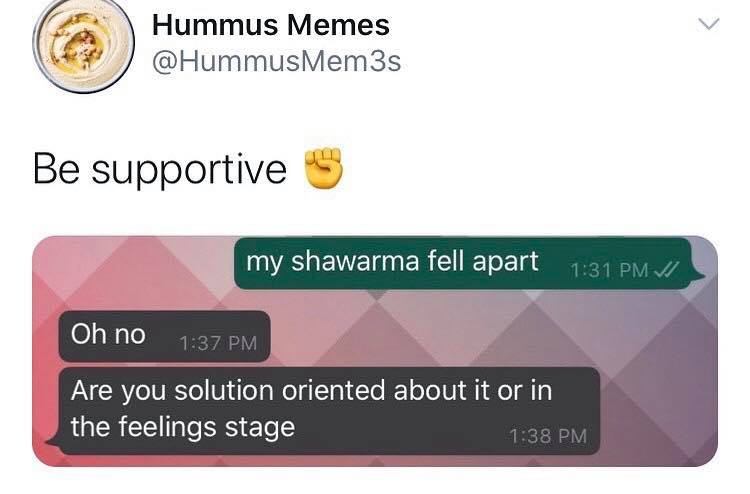 Hummus Memes
@HummusMem3s
Be supportive ✊
my shawarma fell apart 1:31 PM
Oh no 1:37 PM
Are you solution oriented about it or in
the feelings stage 1:38 PM